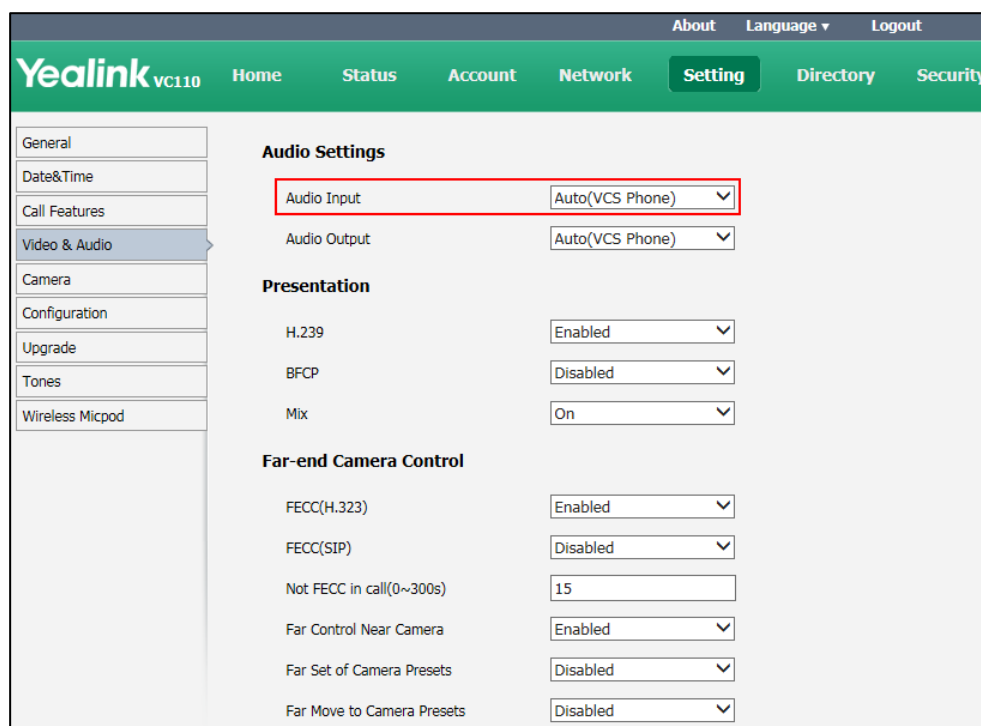 About Language ▾ Logout
Yealink VC110 Home Status Account Network Setting Directory Security
General
Date&Time
Call Features
Video & Audio
Camera
Configuration
Upgrade
Tones
Wireless Micpod
Audio Settings
Audio Input Auto(VCS Phone)
Audio Output Auto(VCS Phone)
Presentation
H.239 Enabled
BFCP Disabled
Mix On
Far-end Camera Control
FECC(H.323) Enabled
FECC(SIP) Disabled
Not FECC in call(0~300s) 15
Far Control Near Camera Enabled
Far Set of Camera Presets Disabled
Far Move to Camera Presets Disabled